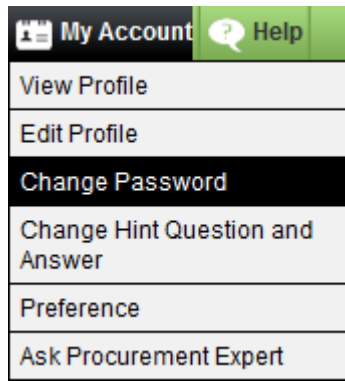 My Account Help
View Profile
Edit Profile
Change Password
Change Hint Question and
Answer
Preference
Ask Procurement Expert